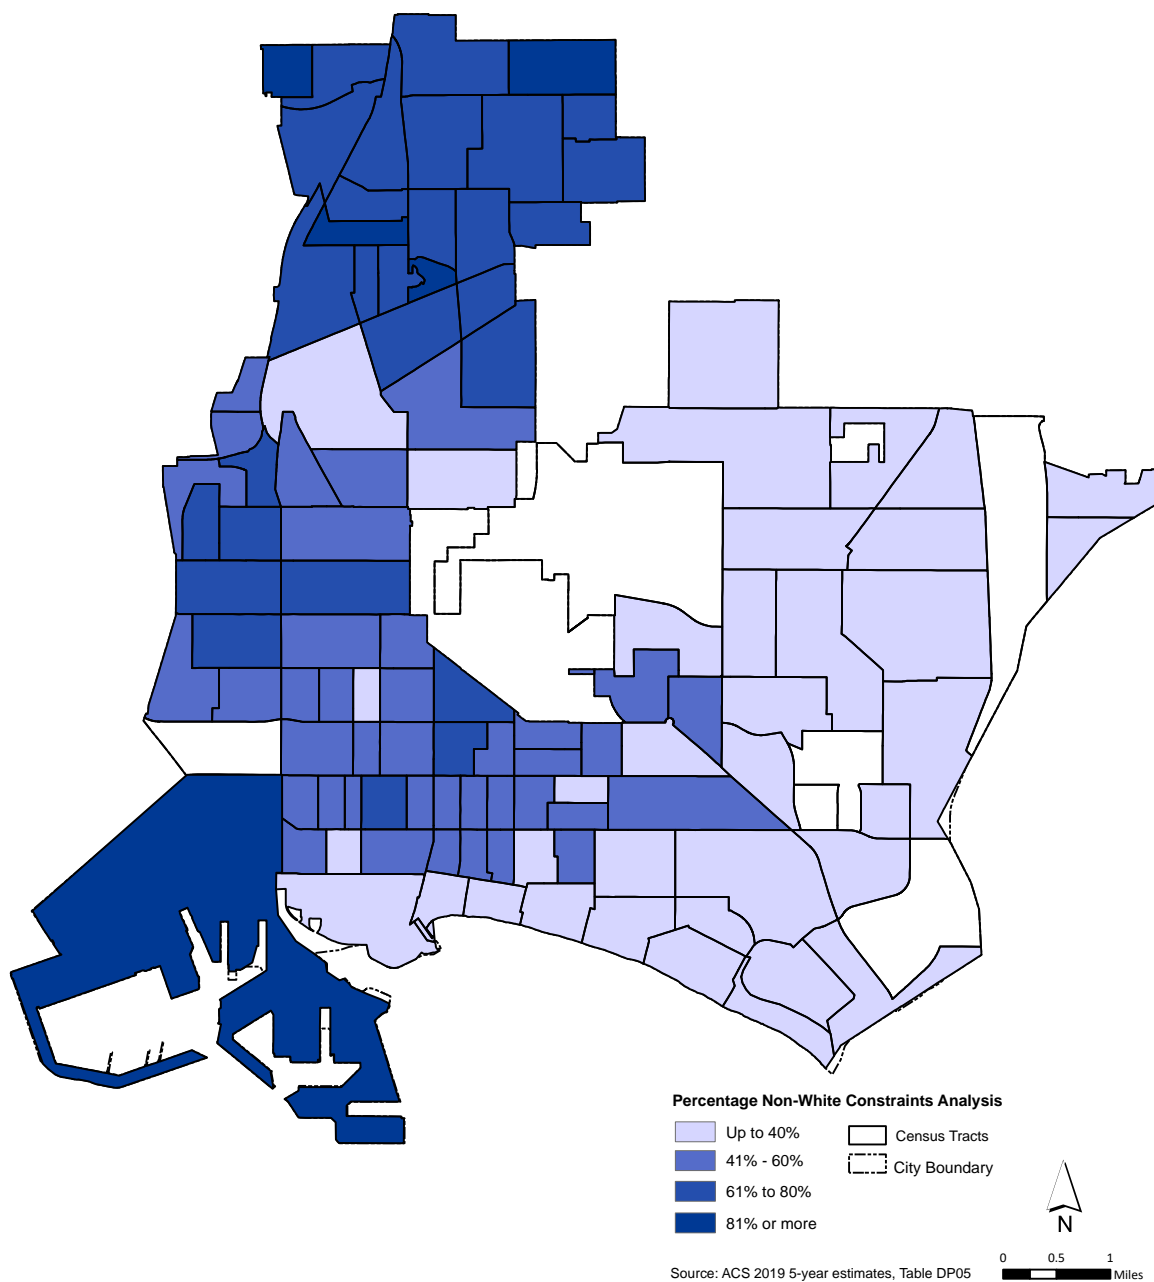 Percentage Non-White Constraints Analysis
Up to 40%
41% - 60%
61% to 80%
81% or more
Census Tracts
City Boundary
N
0 0.5 1
Miles
Source: ACS 2019 5-year estimates, Table DP05